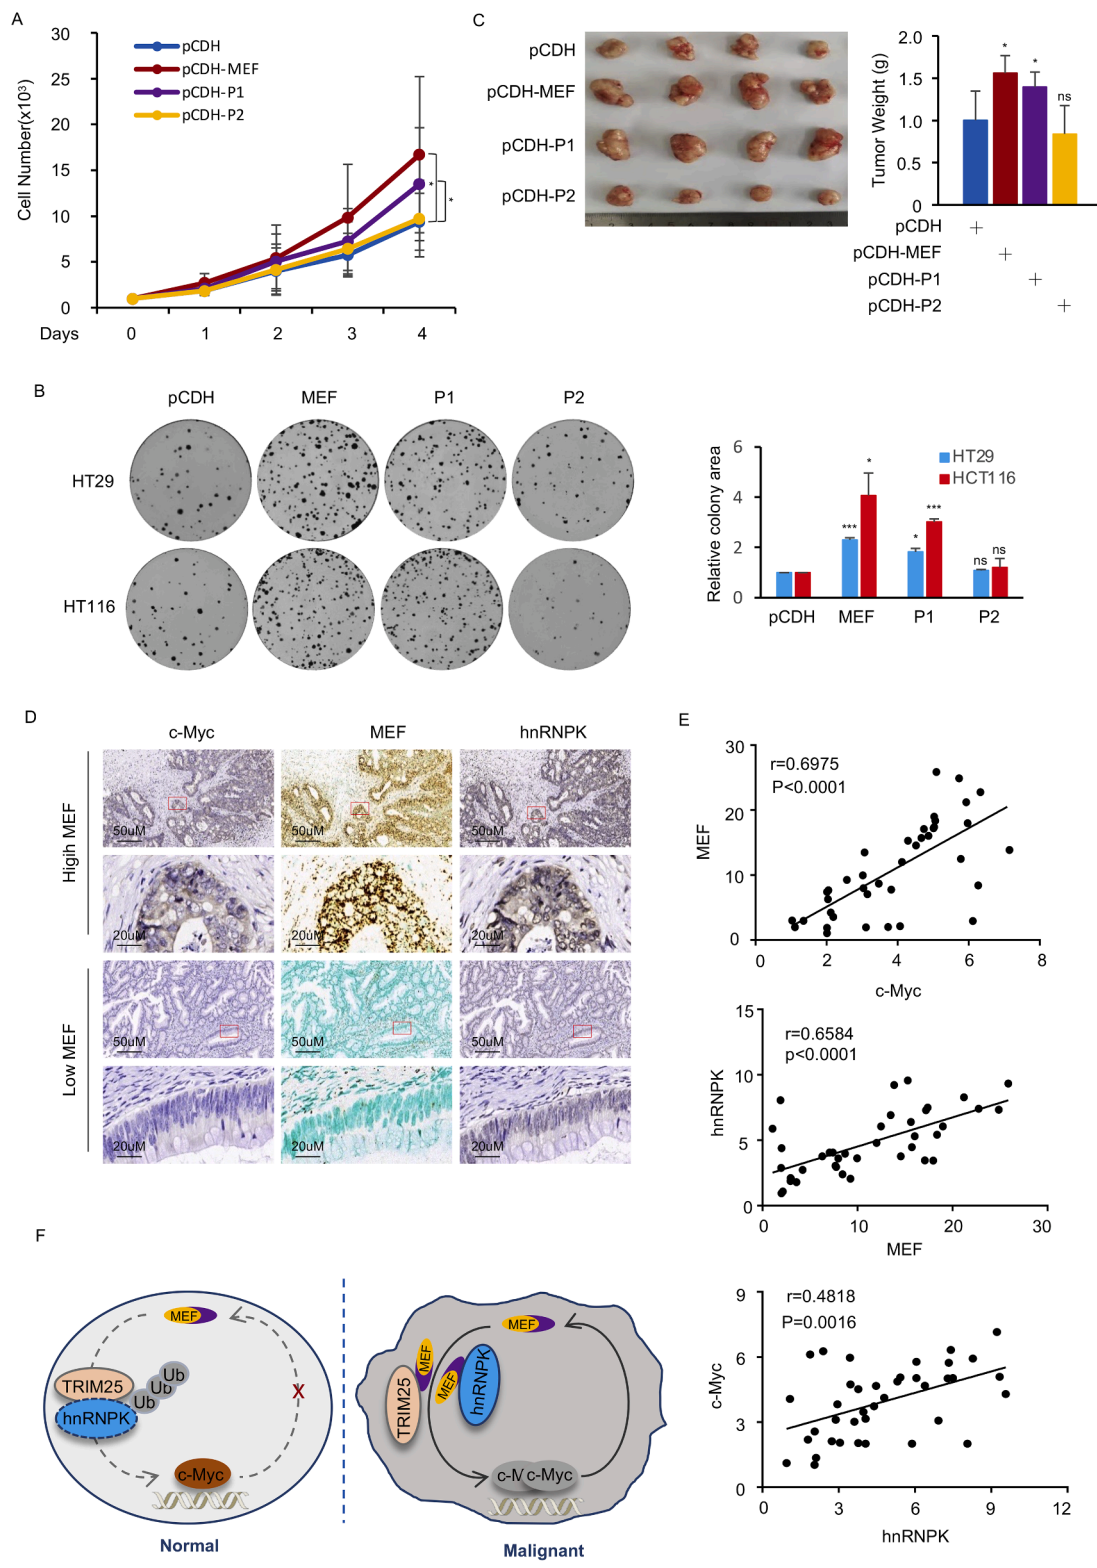 A
30
25
20
15
10
5
0
Cell Number(x10³)
pCDH
pCDH-MEF
pCDH-P1
pCDH-P2
*
*
Days 0 1 2 3 4
C
pCDH
pCDH-MEF
pCDH-P1
pCDH-P2
2.0
1.5
1.0
0.5
0
Tumor Weight (g)
*
*
ns
pCDH +
pCDH-MEF +
pCDH-P1 +
pCDH-P2 +
B
pCDH MEF P1 P2
HT29
HT116
6
4
2
0
Relative colony area
HT29
HCT116
*** * * *** ns ns
pCDH MEF P1 P2
D
c-Myc MEF hnRNPK
Higih MEF
50uM 50uM 50uM
20uM 20uM 20uM
Low MEF
50uM 50uM 50uM
20uM 20uM 20uM
E
r=0.6975
P<0.0001
30
20
10
0
MEF
0 2 4 6 8
c-Myc
r=0.6584
p<0.0001
15
10
5
0
hnRNPK
0 10 20 30
MEF
r=0.4818
P=0.0016
9
6
3
0
c-Myc
0 3 6 9 12
hnRNPK
F
MEF
TRIM25
hnRNPK
Ub
Ub
Ub
X
c-Myc
Normal
MEF
MEF
MEF
TRIM25
hnRNPK
c-M c-Myc
Malignant